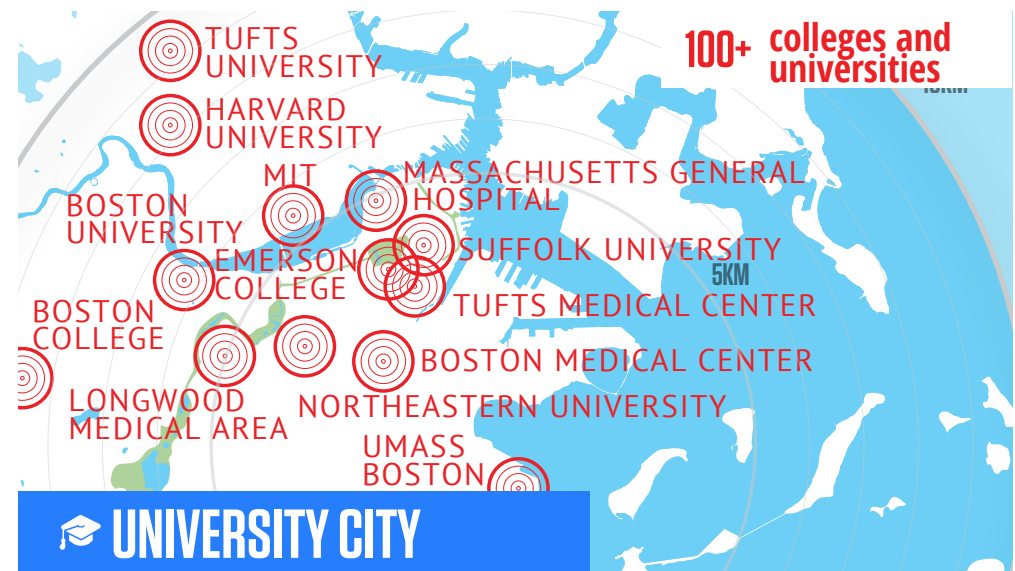 TUFTS
UNIVERSITY
100+
colleges and
universities
HARVARD
UNIVERSITY
MIT
MASSACHUSETTS GENERAL
HOSPITAL
BOSTON
UNIVERSITY
SUFFOLK UNIVERSITY
EMERSON
COLLEGE
5KM
TUFTS MEDICAL CENTER
BOSTON
COLLEGE
BOSTON MEDICAL CENTER
LONGWOOD
MEDICAL AREA
NORTHEASTERN UNIVERSITY
UMASS
BOSTON
UNIVERSITY CITY